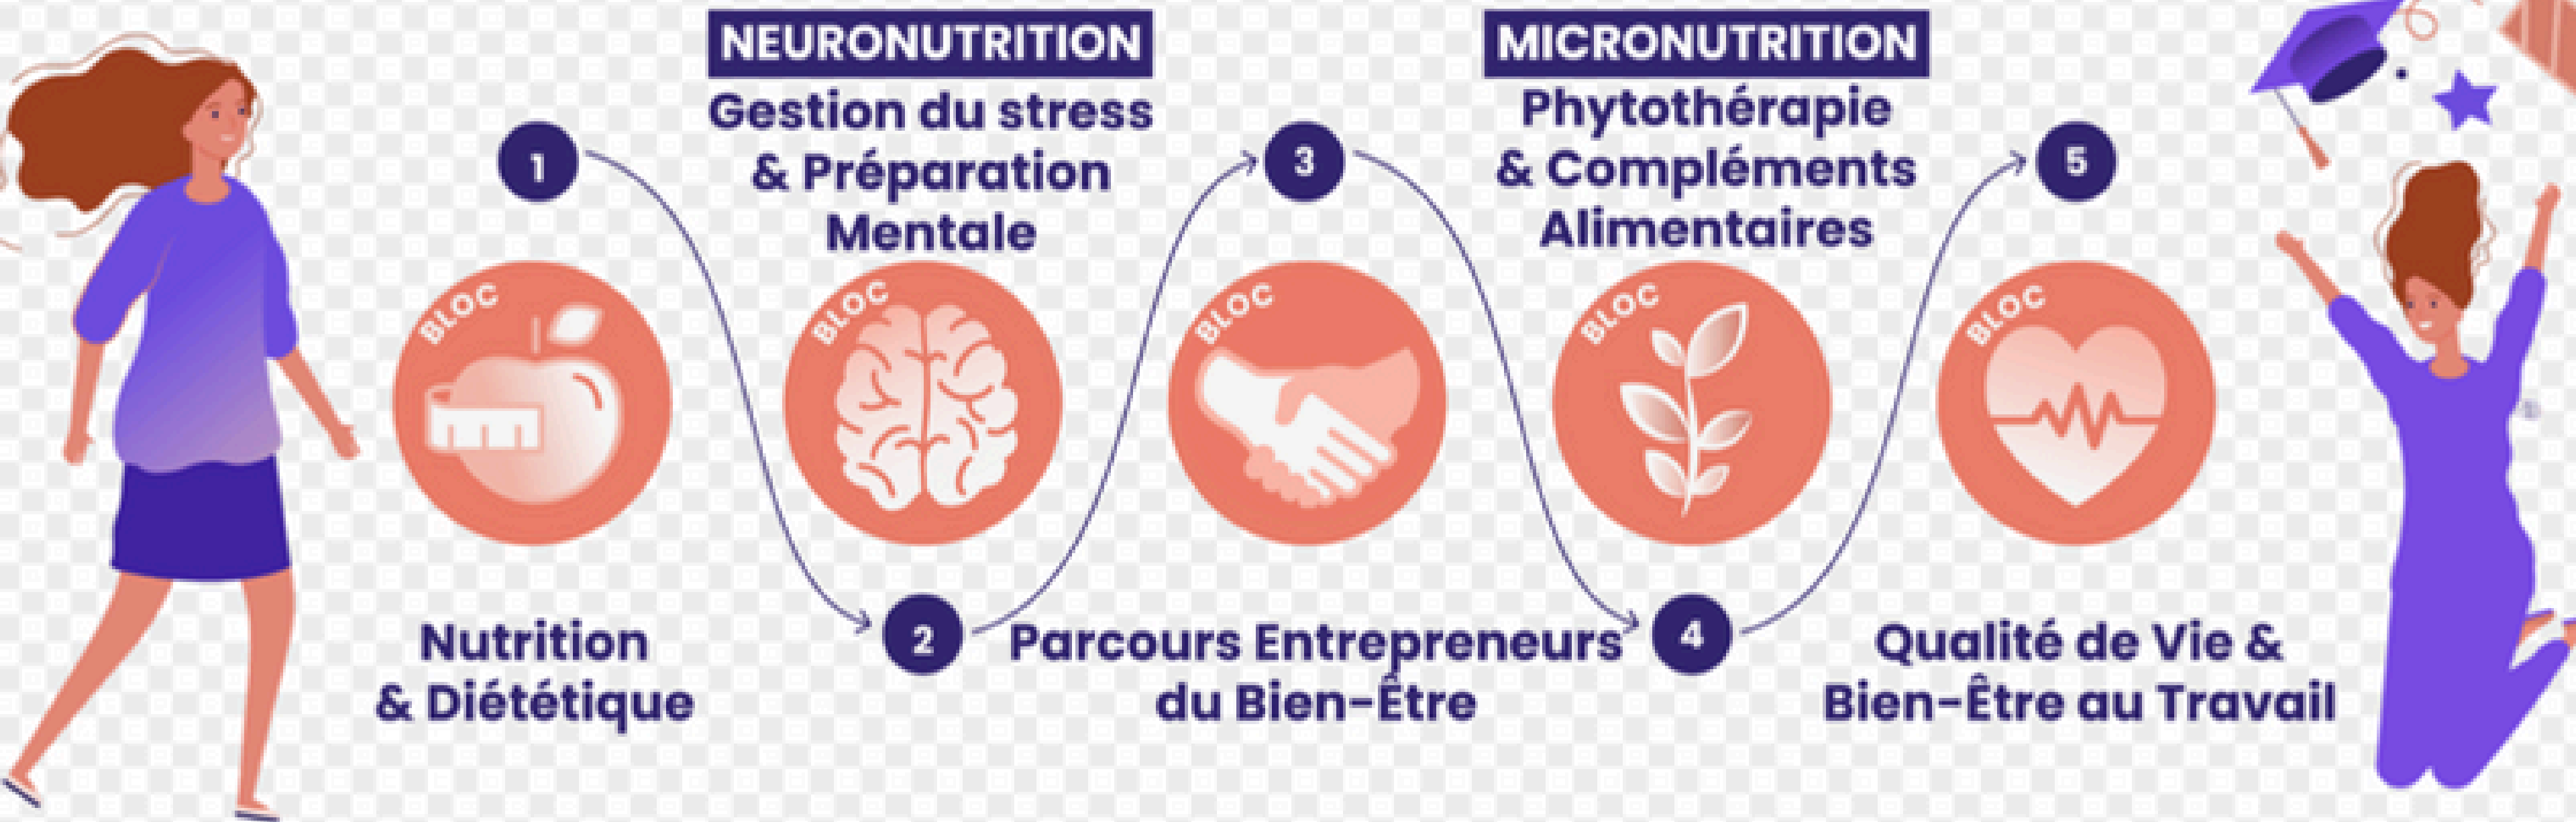 1
BLOC
Nutrition
& Diététique
NEURONUTRITION
Gestion du stress
& Préparation
Mentale
BLOC
2
3
BLOC
Parcours Entrepreneurs
du Bien-Être
MICRONUTRITION
Phytothérapie
& Compléments
Alimentaires
BLOC
4
5
BLOC
Qualité de Vie &
Bien-Être au Travail